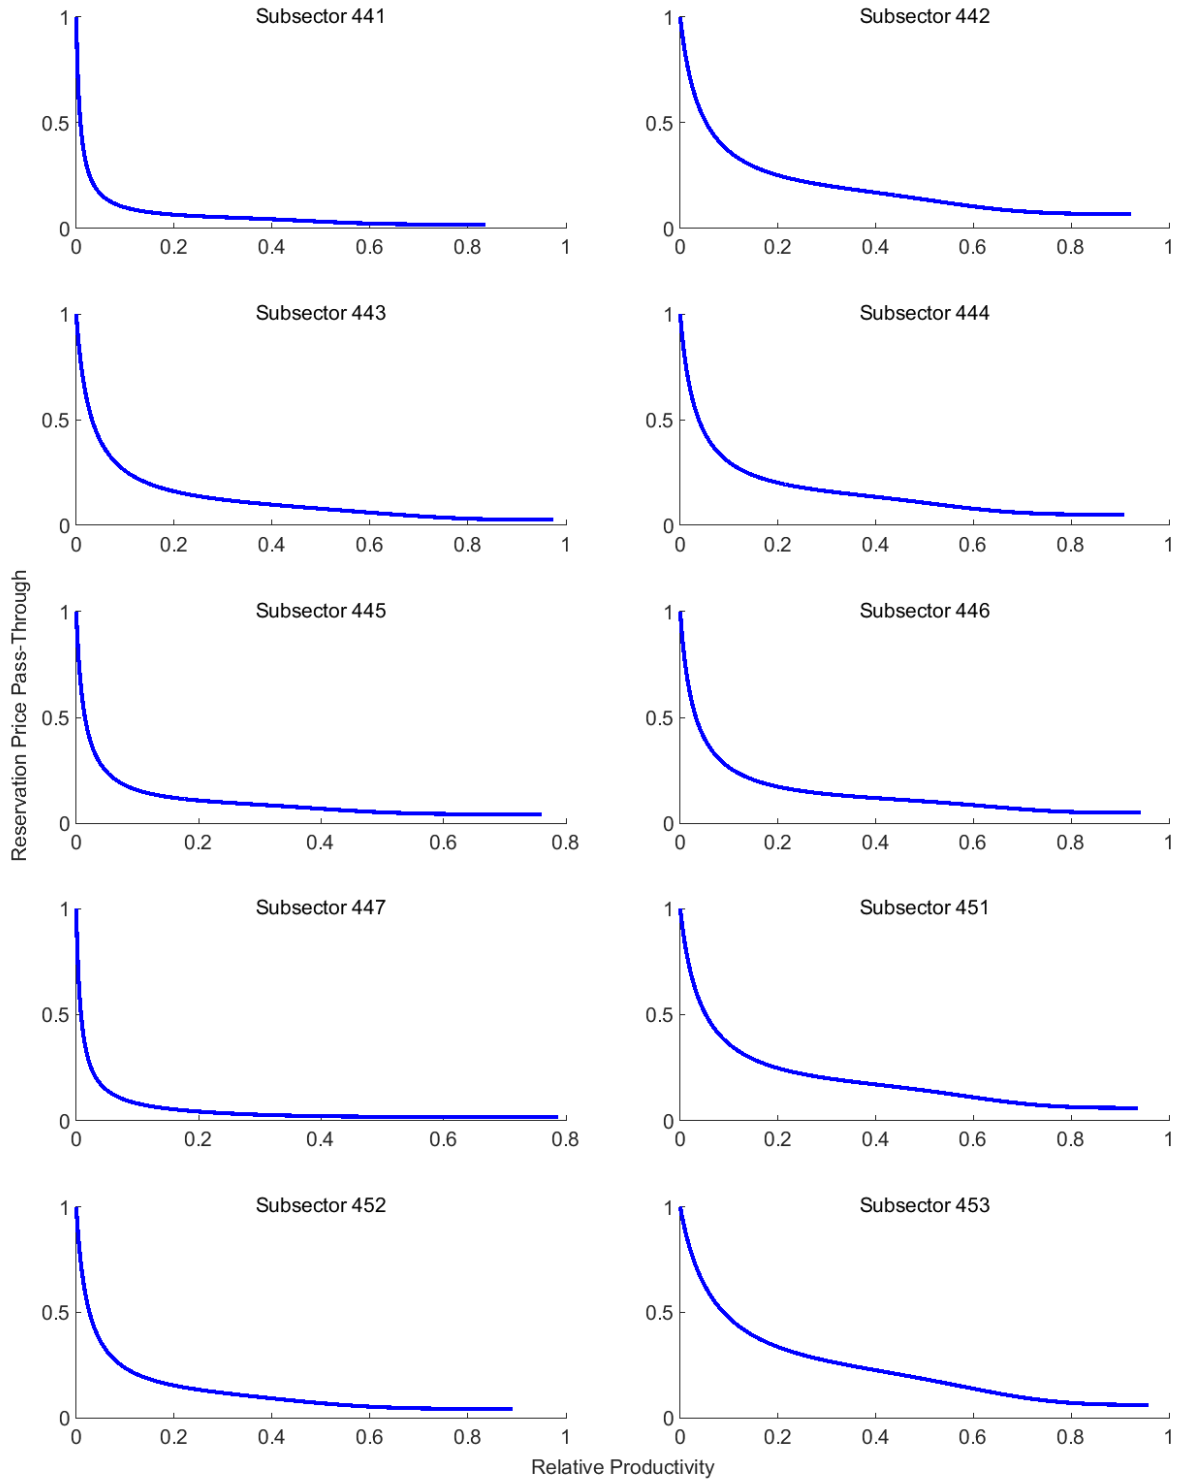 Subsector 441
1
0.5
0
0 0.2 0.4 0.6 0.8 1
Subsector 442
1
0.5
0
0 0.2 0.4 0.6 0.8 1
Subsector 443
1
0.5
0
0 0.2 0.4 0.6 0.8 1
Subsector 444
1
0.5
0
0 0.2 0.4 0.6 0.8 1
Reservation Price Pass-Through
Subsector 445
1
0.5
0
0 0.2 0.4 0.6 0.8
Subsector 446
1
0.5
0
0 0.2 0.4 0.6 0.8 1
Subsector 447
1
0.5
0
0 0.2 0.4 0.6 0.8
Subsector 451
1
0.5
0
0 0.2 0.4 0.6 0.8 1
Subsector 452
1
0.5
0
0 0.2 0.4 0.6 0.8 1
Subsector 453
1
0.5
0
0 0.2 0.4 0.6 0.8 1
Relative Productivity